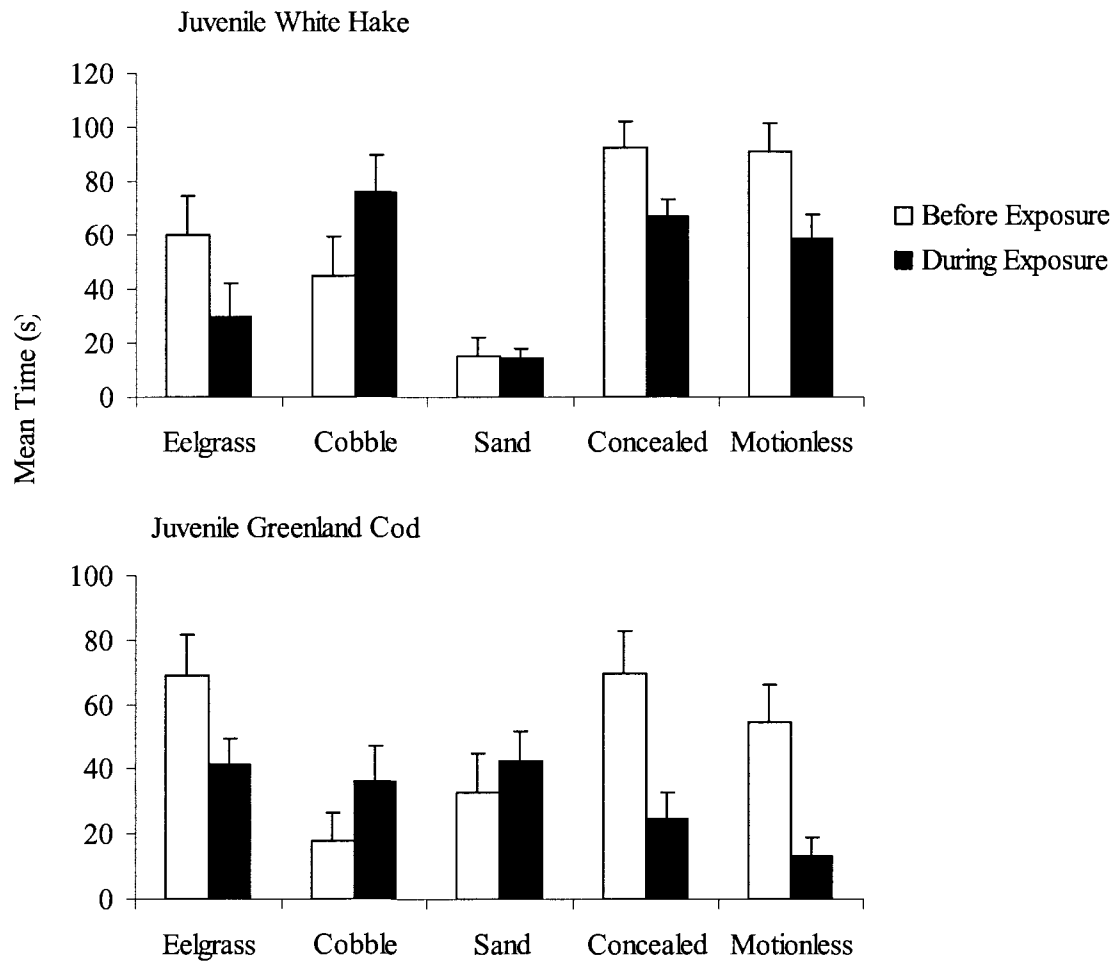 Juvenile White Hake
120
100
80
60
40
20
0
Eelgrass Cobble Sand Concealed Motionless
Before Exposure
During Exposure
Mean Time (s)
Juvenile Greenland Cod
100
80
60
40
20
0
Eelgrass Cobble Sand Concealed Motionless